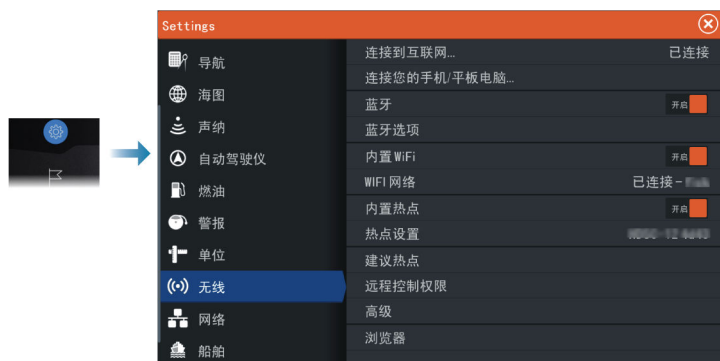 Settings
导航
海图
声纳
自动驾驶仪
燃油
警报
单位
无线
网络
船舶
连接到互联网... 已连接
连接您的手机/平板电脑...
蓝牙 开启
蓝牙选项
内置 WiFi 开启
WIFI 网络 已连接-
内置热点 开启
热点设置
建议热点
远程控制权限
高级
浏览器